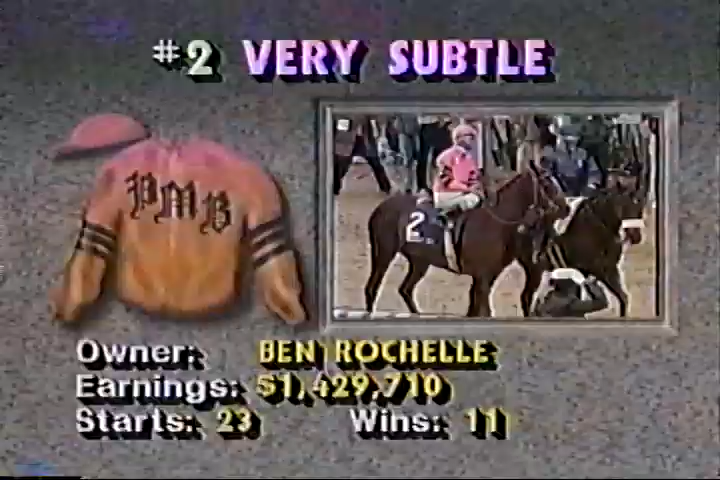 #2 VERY SUBTLE
PMB
2
Owner: BEN ROCHELLE
Earnings: $1,429,710
Starts: 23 Wins: 11